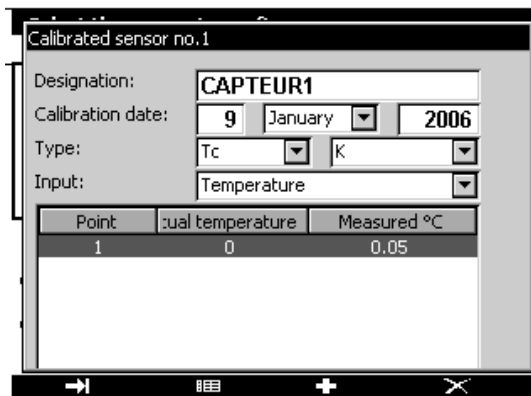 Calibrated sensor no.1
Designation: CAPTEUR1
Calibration date: 9 January 2006
Type: Tc K
Input: Temperature
Point :ual temperature Measured °C
1 0 0.05